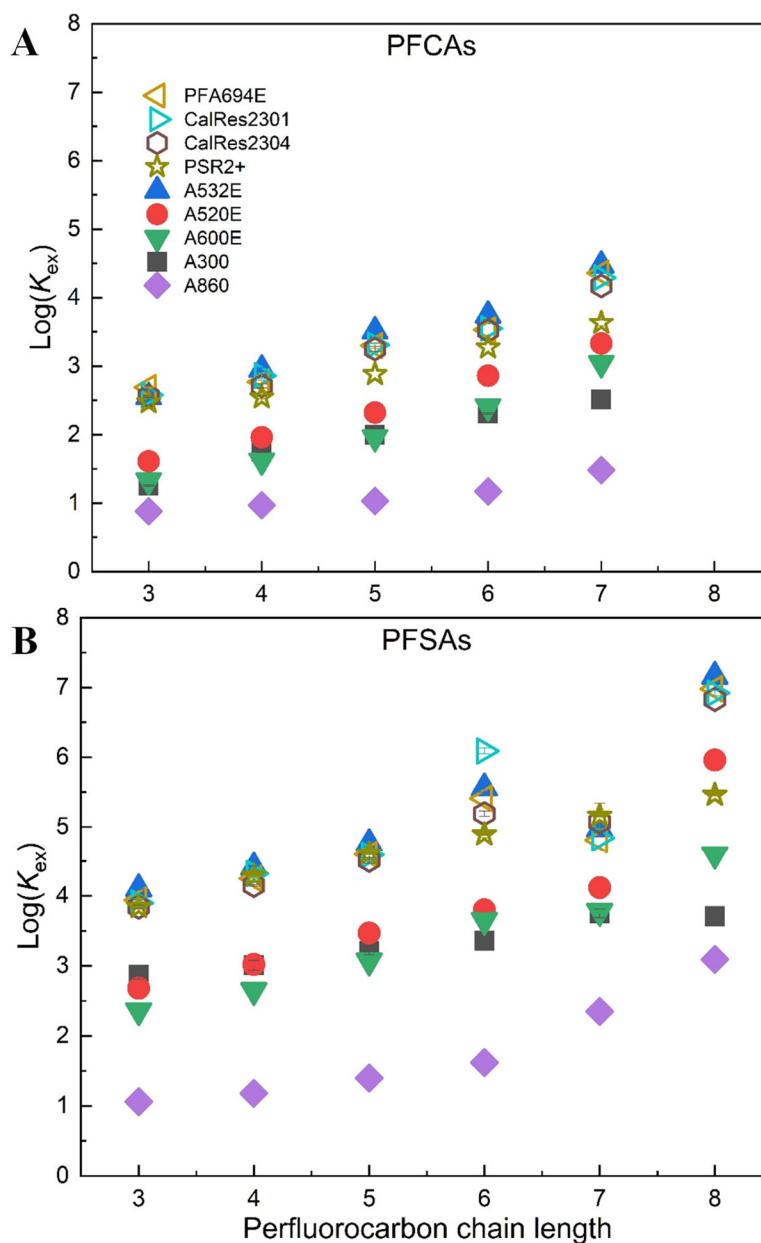 A
PFCAs
8
7
6
5
4
3
2
1
0
PFA694E
CalRes2301
CalRes2304
PSR2+
A532E
A520E
A600E
A300
A860
Log(Kex)
3 4 5 6 7 8
B
PFSAs
8
7
6
5
4
3
2
1
0
Log(Kex)
3 4 5 6 7 8
Perfluorocarbon chain length